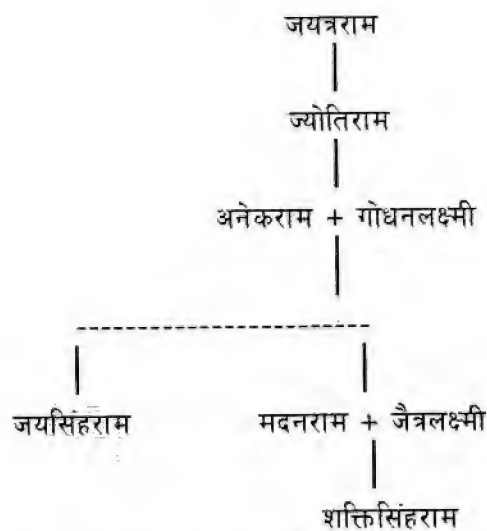 जयत्रराम
ज्योतिराम
अनेकराम + गोधनलक्ष्मी
जयसिंहराम मदनराम + जैत्रलक्ष्मी
शक्तिसिंहराम